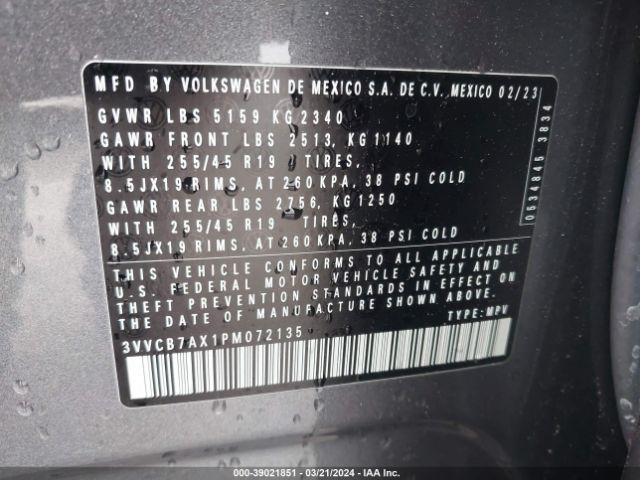 MFD BY VOLKSWAGEN DE MEXICO S.A. DE C.V., MEXICO 02/23
GVWR LBS 5159 KG 2340
GAWR FRONT LBS 2513, KG 1140
WITH 255/45 R19 TIRES,
8.5JX19 RIMS, AT 260 KPA, 38 PSI COLD
GAWR REAR LBS 2756, KG 1250
WITH 255/45 R19 TIRES,
8.5JX19 RIMS, AT 260 KPA, 38 PSI COLD
THIS VEHICLE CONFORMS TO ALL APPLICABLE
U.S. FEDERAL MOTOR VEHICLE SAFETY AND
THEFT PREVENTION STANDARDS IN EFFECT ON
THE DATE OF MANUFACTURE SHOWN ABOVE.
3VVCB7AX1PM072135 TYPE: MPV
0534845 3834
000-39021851 / 03/21/2024 / IAA Inc.